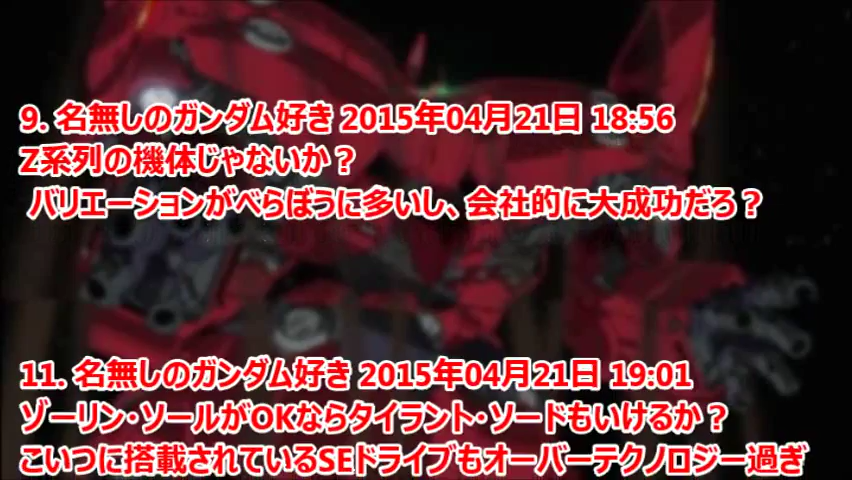 9. 名無しのガンダム好き 2015年04月21日 18:56
Z系列の機体じゃないか？
バリエーションがべらぼうに多いし、会社的に大成功だろ？
11. 名無しのガンダム好き 2015年04月21日 19:01
ゾーリン・ソールがOKならタイラント・ソードもいけるか？
こいつに搭載されているSEドライブもオーバーテクノロジー過ぎ